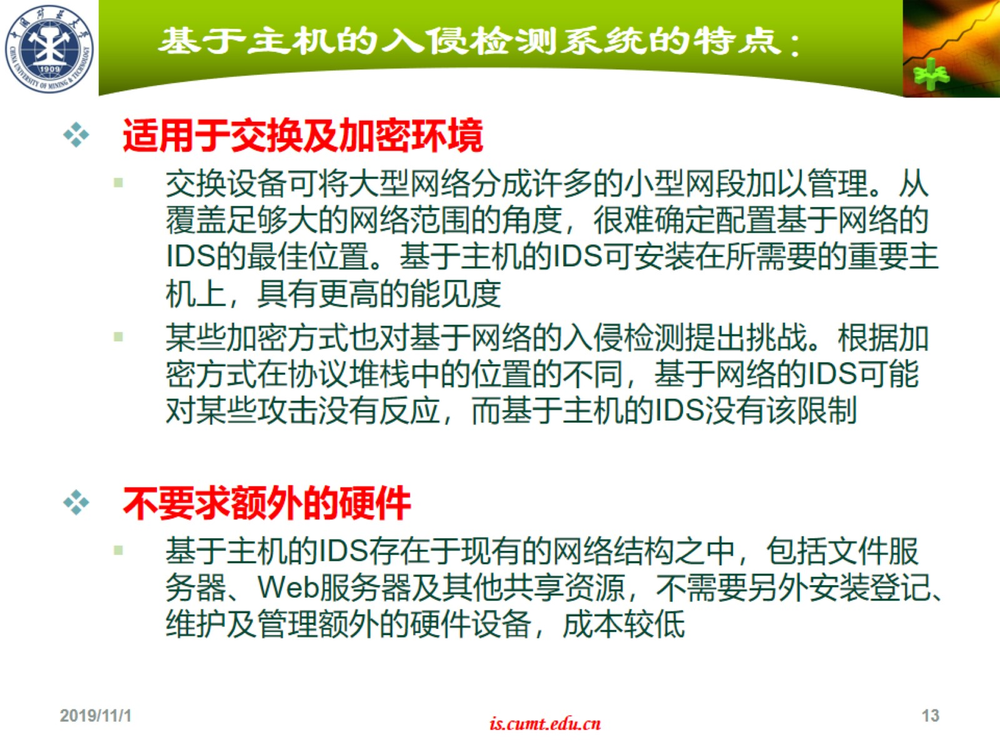 中国矿业大学
1909
CHINA UNIVERSITY OF MINING & TECHNOLOGY
基于主机的入侵检测系统的特点：
适用于交换及加密环境
交换设备可将大型网络分成许多的小型网段加以管理。从
覆盖足够大的网络范围的角度，很难确定配置基于网络的
IDS的最佳位置。基于主机的IDS可安装在所需要的重要主
机上，具有更高的能见度
某些加密方式也对基于网络的入侵检测提出挑战。根据加
密方式在协议堆栈中的位置的不同，基于网络的IDS可能
对某些攻击没有反应，而基于主机的IDS没有该限制
不要求额外的硬件
基于主机的IDS存在于现有的网络结构之中，包括文件服
务器、Web服务器及其他共享资源，不需要另外安装登记、
维护及管理额外的硬件设备，成本较低
2019/11/1
is.cumt.edu.cn
13